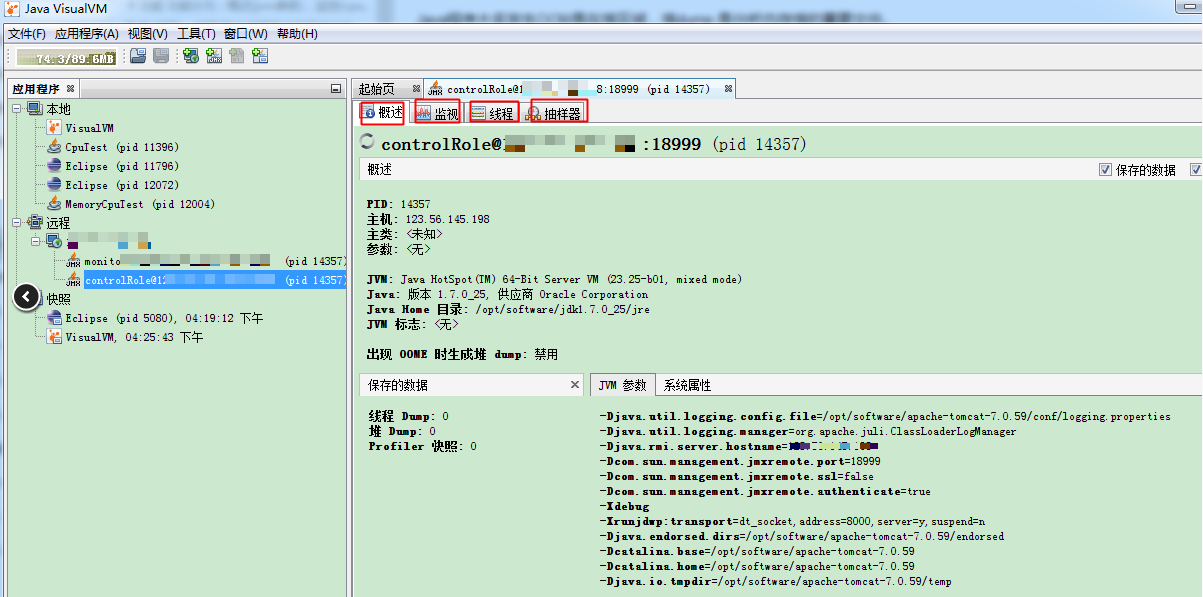 Java VisualVM
文件(F) 应用程序(A) 视图(V) 工具(T) 窗口(W) 帮助(H)
74.3/89.6MB
应用程序
本地
VisualVM
CpuTest (pid 11396)
Eclipse (pid 11796)
Eclipse (pid 12072)
MemoryCpuTest (pid 12004)
远程
monito (pid 14357)
controlRole@12 (pid 14357)
快照
Eclipse (pid 5080), 04:19:12 下午
VisualVM, 04:25:43 下午
起始页 controlRole@1 8:18999 (pid 14357)
概述 监视 线程 抽样器
controlRole@ :18999 (pid 14357)
概述 保存的数据
PID: 14357
主机: 123.56.145.198
主类: <未知>
参数: <无>
JVM: Java HotSpot(TM) 64-Bit Server VM (23.25-b01, mixed mode)
Java: 版本 1.7.0_25, 供应商 Oracle Corporation
Java Home 目录: /opt/software/jdk1.7.0_25/jre
JVM 标志: <无>
出现 OOME 时生成堆 dump: 禁用
保存的数据
线程 Dump: 0
堆 Dump: 0
Profiler 快照: 0
JVM 参数 系统属性
-Djava.util.logging.config.file=/opt/software/apache-tomcat-7.0.59/conf/logging.properties
-Djava.util.logging.manager=org.apache.juli.ClassLoaderLogManager
-Djava.rmi.server.hostname=
-Dcom.sun.management.jmxremote.port=18999
-Dcom.sun.management.jmxremote.ssl=false
-Dcom.sun.management.jmxremote.authenticate=true
-Xdebug
-Xrunjdwp:transport=dt_socket,address=8000,server=y,suspend=n
-Djava.endorsed.dirs=/opt/software/apache-tomcat-7.0.59/endorsed
-Dcatalina.base=/opt/software/apache-tomcat-7.0.59
-Dcatalina.home=/opt/software/apache-tomcat-7.0.59
-Djava.io.tmpdir=/opt/software/apache-tomcat-7.0.59/temp